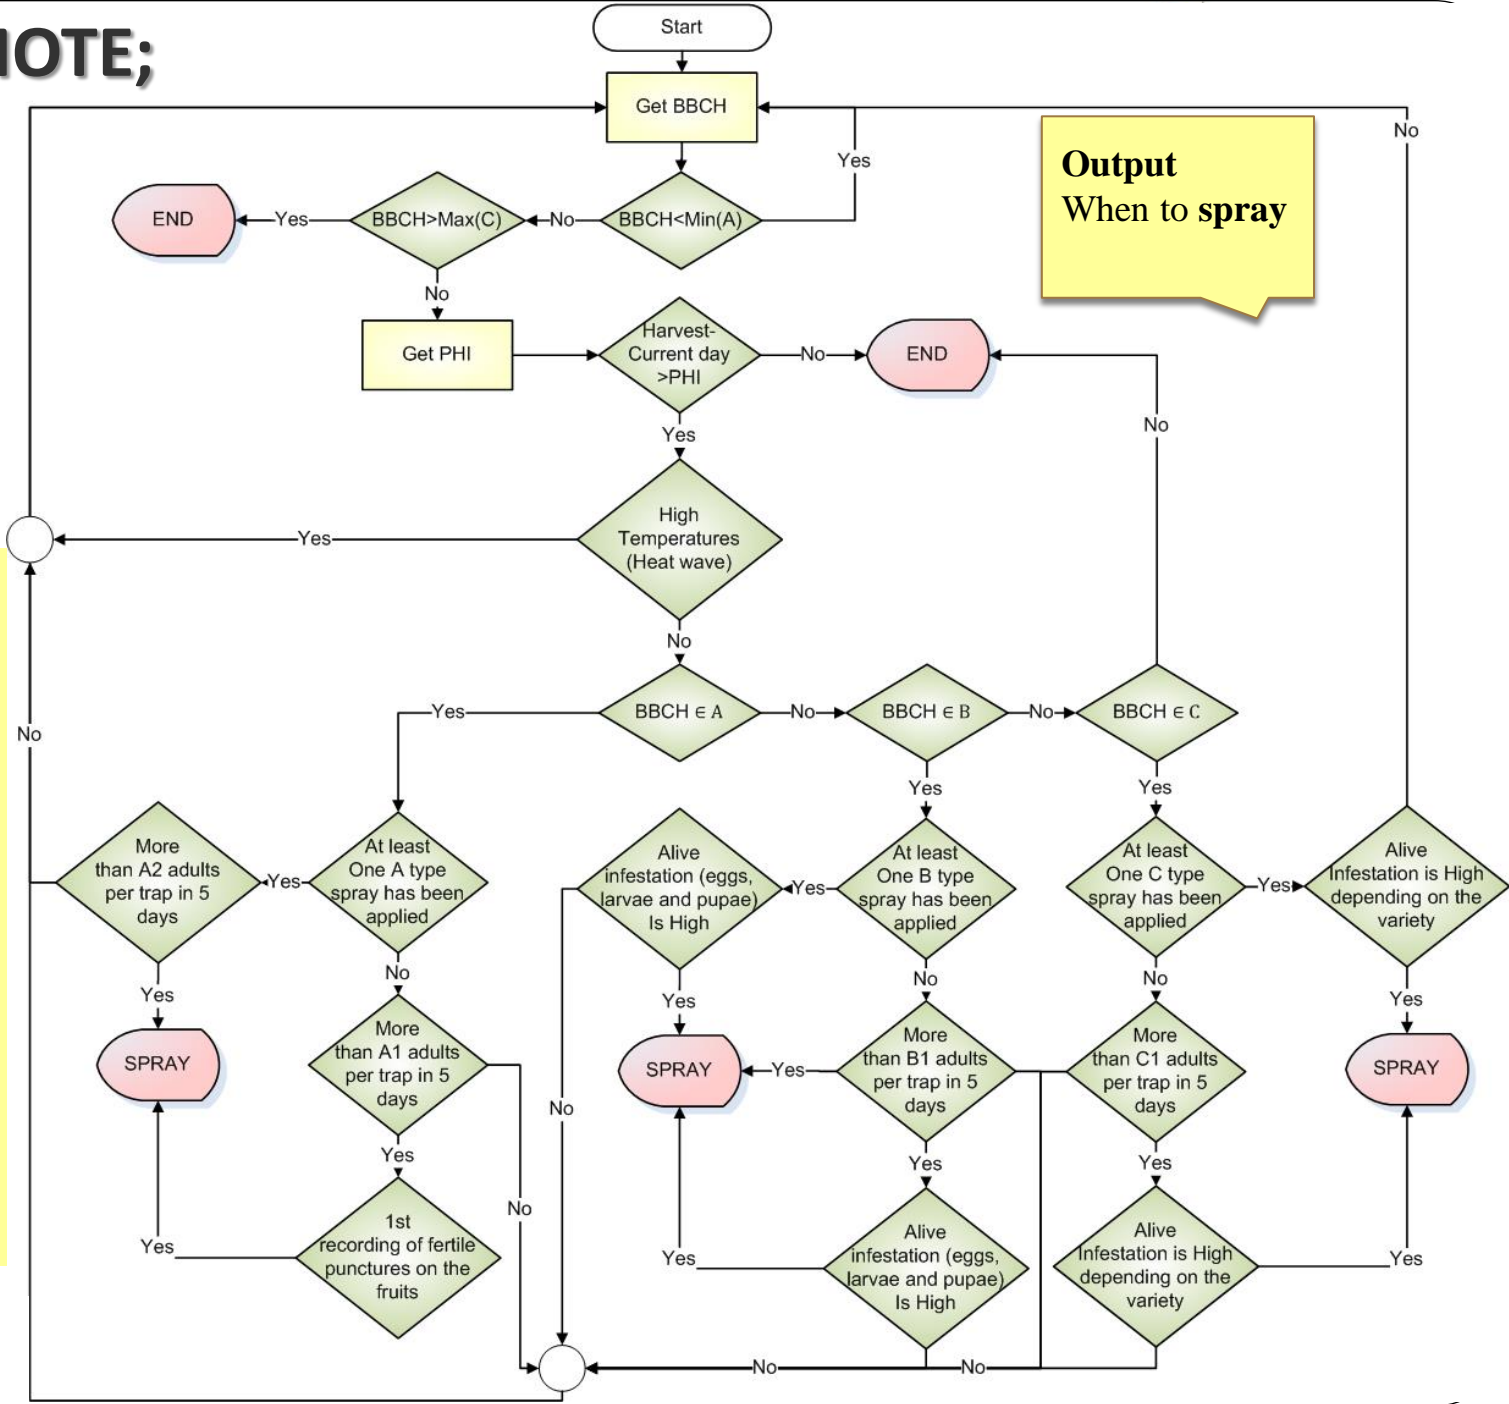 IOTE;
Start
Get BBCH
No
Yes
Output
When to spray
END
Yes
BBCH>Max(C)
No
BBCH<Min(A)
No
Get PHI
Harvest-
Current day
>PHI
No
END
No
Yes
High
Temperatures
(Heat wave)
Yes
No
No
Yes
BBCH ∈ A
No
BBCH ∈ B
No
BBCH ∈ C
Yes
Yes
More
than A2 adults
per trap in 5
days
Yes
At least
One A type
spray has been
applied
Alive
infestation (eggs,
larvae and pupae)
Is High
Yes
At least
One B type
spray has been
applied
At least
One C type
spray has been
applied
Yes
Alive
Infestation is High
depending on the
variety
No
No
No
Yes
Yes
Yes
SPRAY
More
than A1 adults
per trap in 5
days
SPRAY
Yes
More
than B1 adults
per trap in 5
days
More
than C1 adults
per trap in 5
days
SPRAY
No
Yes
Yes
Yes
No
1st
recording of fertile
punctures on the
fruits
Yes
Alive
infestation (eggs,
larvae and pupae)
Is High
Yes
Alive
Infestation is High
depending on the
variety
Yes
No
No